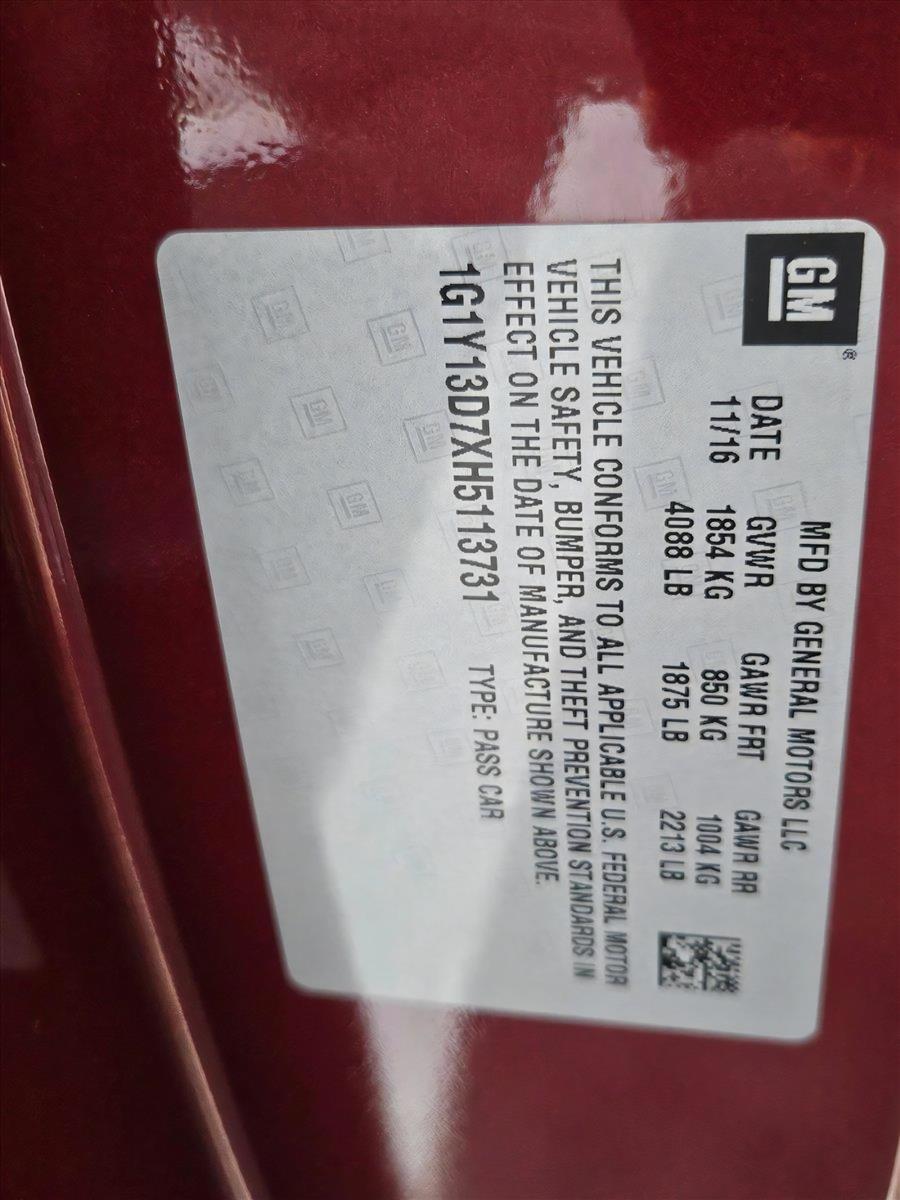 GM ®
MFD BY GENERAL MOTORS LLC
DATE GVWR GAWR FRT GAWR RR
11/16 1854 KG 850 KG 1004 KG
4088 LB 1875 LB 2213 LB
THIS VEHICLE CONFORMS TO ALL APPLICABLE U.S. FEDERAL MOTOR
VEHICLE SAFETY, BUMPER, AND THEFT PREVENTION STANDARDS IN
EFFECT ON THE DATE OF MANUFACTURE SHOWN ABOVE.
1G1Y13D7XH5113731 TYPE: PASS CAR